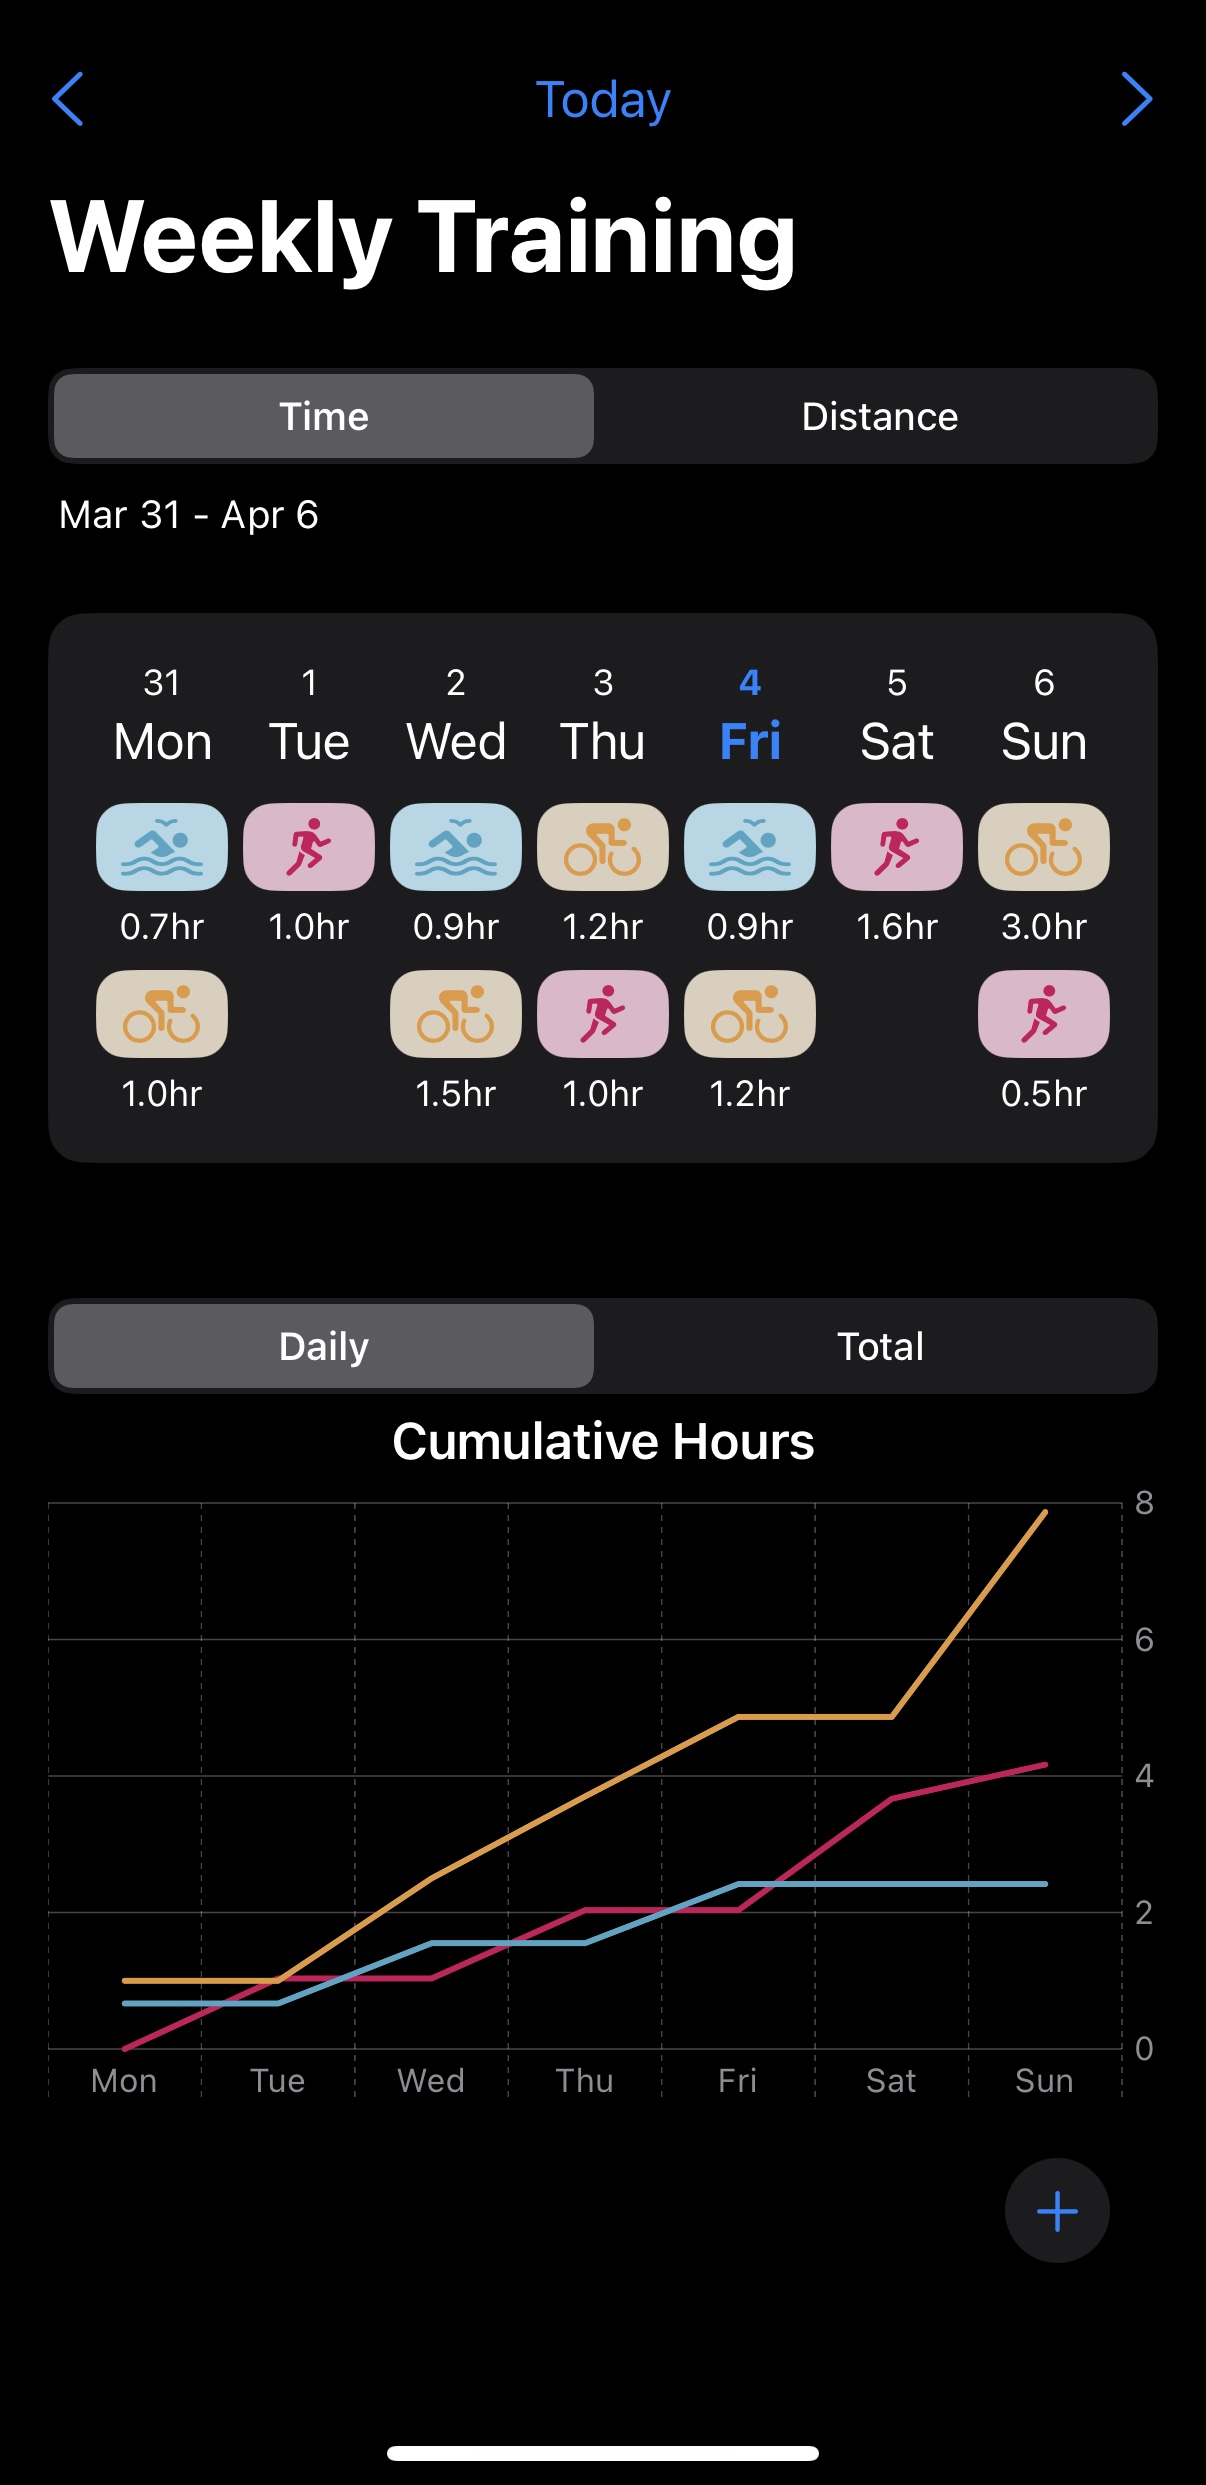 Today
Weekly Training
Time Distance
Mar 31 - Apr 6
31 1 2 3 4 5 6
Mon Tue Wed Thu Fri Sat Sun
0.7hr 1.0hr 0.9hr 1.2hr 0.9hr 1.6hr 3.0hr
1.0hr 1.5hr 1.0hr 1.2hr 0.5hr
Daily Total
Cumulative Hours
8
6
4
2
0
Mon Tue Wed Thu Fri Sat Sun